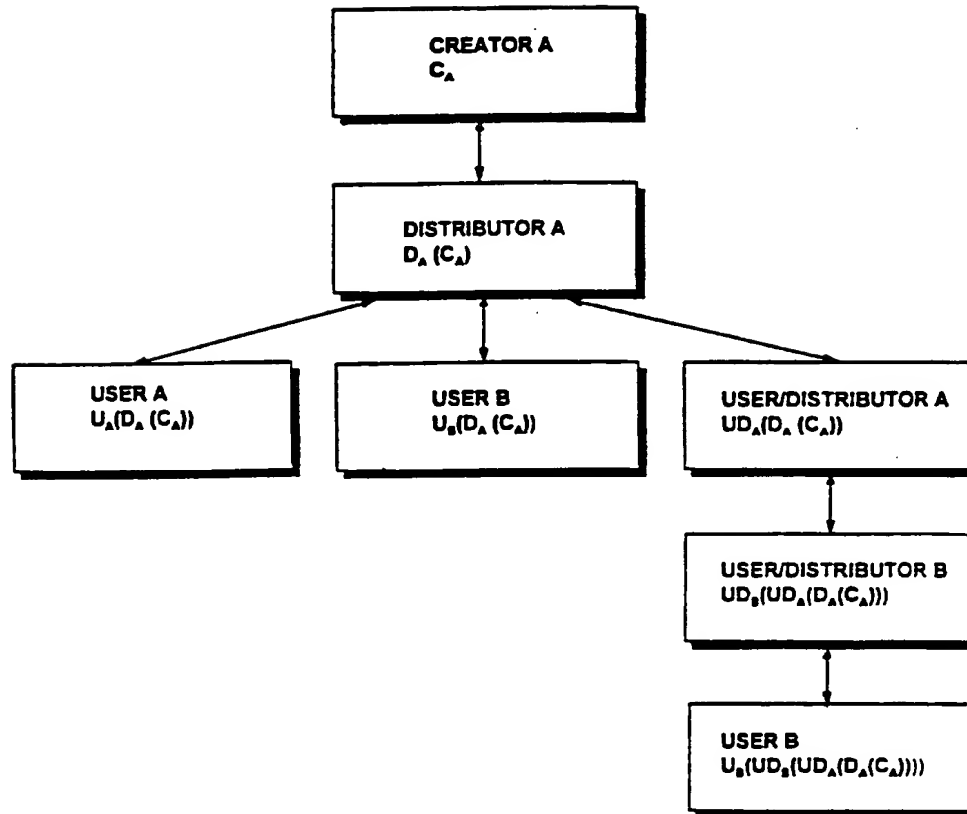 CREATOR A
C_A
DISTRIBUTOR A
D_A (C_A)
USER A
U_A(D_A (C_A))
USER B
U_B(D_A (C_A))
USER/DISTRIBUTOR A
UD_A(D_A (C_A))
USER/DISTRIBUTOR B
UD_B(UD_A(D_A(C_A)))
USER B
U_B(UD_B(UD_A(D_A(C_A))))